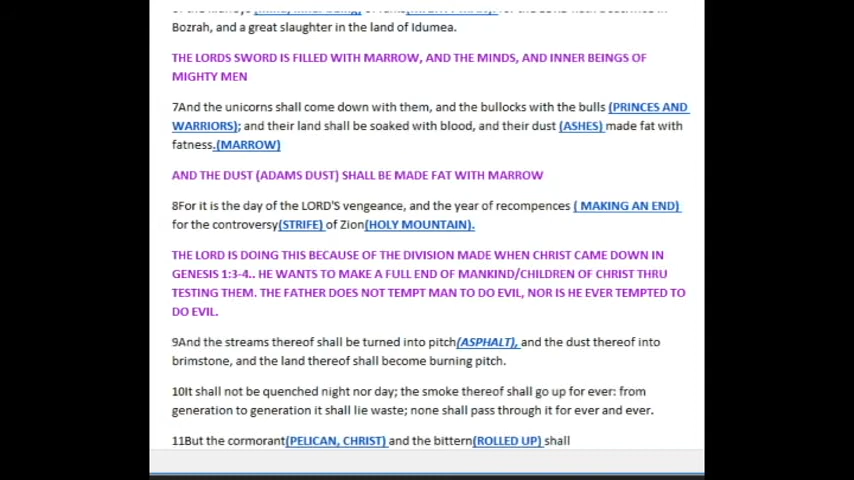 Bozrah, and a great slaughter in the land of Idumea.
THE LORDS SWORD IS FILLED WITH MARROW, AND THE MINDS, AND INNER BEINGS OF
MIGHTY MEN
7And the unicorns shall come down with them, and the bullocks with the bulls (PRINCES AND
WARRIORS); and their land shall be soaked with blood, and their dust (ASHES) made fat with
fatness.(MARROW)
AND THE DUST (ADAMS DUST) SHALL BE MADE FAT WITH MARROW
8For it is the day of the LORD'S vengeance, and the year of recompences ( MAKING AN END)
for the controversy(STRIFE) of Zion(HOLY MOUNTAIN).
THE LORD IS DOING THIS BECAUSE OF THE DIVISION MADE WHEN CHRIST CAME DOWN IN
GENESIS 1:3-4.. HE WANTS TO MAKE A FULL END OF MANKIND/CHILDREN OF CHRIST THRU
TESTING THEM. THE FATHER DOES NOT TEMPT MAN TO DO EVIL, NOR IS HE EVER TEMPTED TO
DO EVIL.
9And the streams thereof shall be turned into pitch(ASPHALT), and the dust thereof into
brimstone, and the land thereof shall become burning pitch.
10It shall not be quenched night nor day; the smoke thereof shall go up for ever: from
generation to generation it shall lie waste; none shall pass through it for ever and ever.
11But the cormorant(PELICAN, CHRIST) and the bittern(ROLLED UP) shall